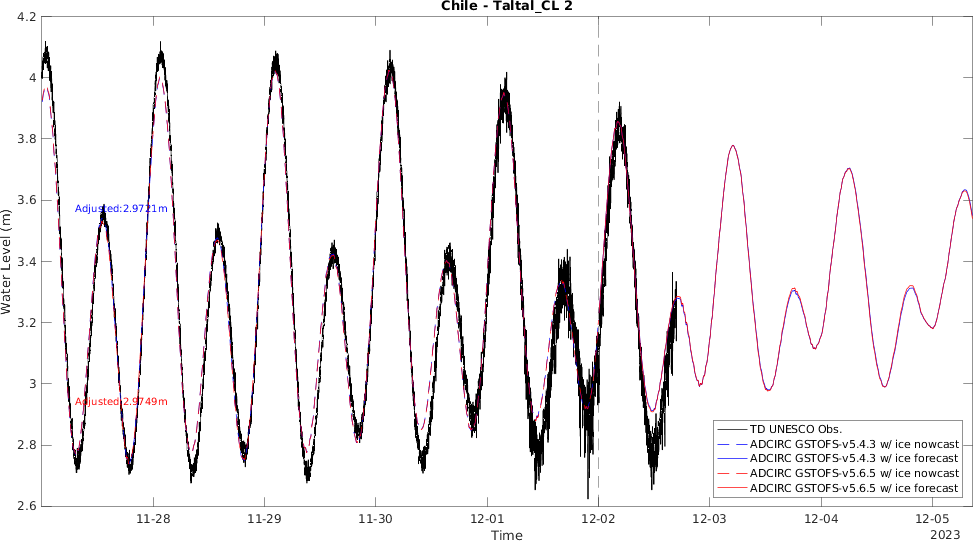 Chile - Taltal_CL 2
4.2
4
3.8
3.6
3.4
3.2
3
2.8
2.6
Water Level (m)
Adjusted:2.9721m
Adjusted:2.9749m
TD UNESCO Obs.
ADCIRC GSTOFS-v5.4.3 w/ ice nowcast
ADCIRC GSTOFS-v5.4.3 w/ ice forecast
ADCIRC GSTOFS-v5.6.5 w/ ice nowcast
ADCIRC GSTOFS-v5.6.5 w/ ice forecast
11-28 11-29 11-30 12-01 12-02 12-03 12-04 12-05
Time
2023